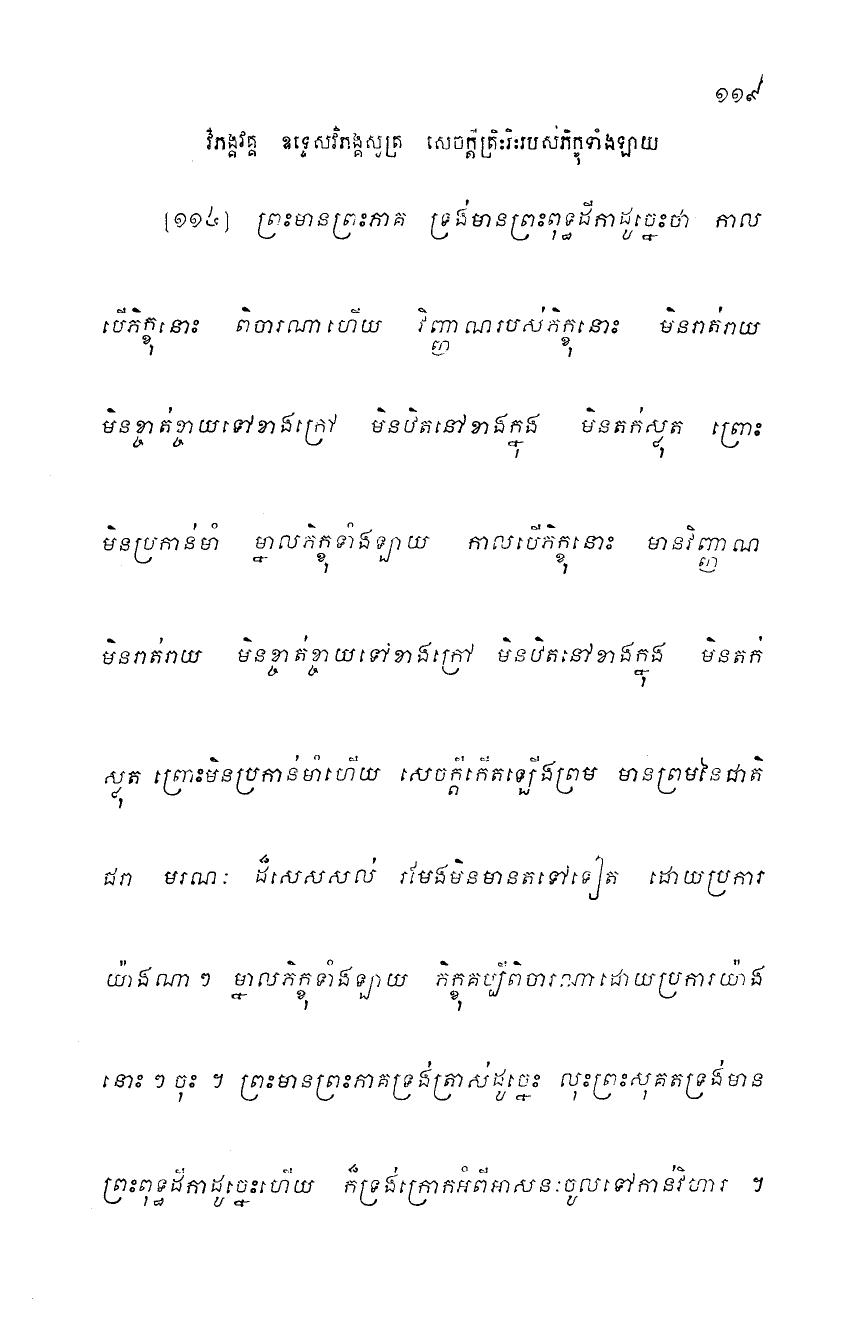 ១១៩
វិភង្គវគ្គ ឧទ្ទេសវិភង្គសូត្រ សេចក្តីត្រិះរិះរបស់ភិក្ខុទាំងឡាយ
[១១៤] ព្រះមានព្រះភាគ ទ្រង់មានព្រះពុទ្ធដីកាដូច្នេះថា កាល
បើភិក្ខុនោះ ពិចារណាហើយ វិញ្ញាណរបស់ភិក្ខុនោះ មិនរាត់រាយ
មិនខ្ចាត់ខ្ចាយទៅខាងក្រៅ មិនឋិតនៅខាងក្នុង មិនតក់ស្លុត ព្រោះ
មិនប្រកាន់មាំ ម្នាលភិក្ខុទាំងឡាយ កាលបើភិក្ខុនោះ មានវិញ្ញាណ
មិនរាត់រាយ មិនខ្ចាត់ខ្ចាយទៅខាងក្រៅ មិនឋិតនៅខាងក្នុង មិនតក់
ស្លុត ព្រោះមិនប្រកាន់មាំហើយ សេចក្តីកើតឡើងព្រម មានព្រមនៃជាតិ
ជរា មរណៈ ដ៏សេសសល់ រមែងមិនមានតទៅទៀត ដោយប្រការ
យ៉ាងណា ៗ ម្នាលភិក្ខុទាំងឡាយ ភិក្ខុគប្បីពិចារណាដោយប្រការយ៉ាង
នោះ ៗ ចុះ ។ ព្រះមានព្រះភាគទ្រង់ត្រាស់ដូច្នេះ លុះព្រះសុគតទ្រង់មាន
ព្រះពុទ្ធដីកាដូច្នេះហើយ ក៏ទ្រង់ក្រោកអំពីអាសនៈចូលទៅកាន់វិហារ ។